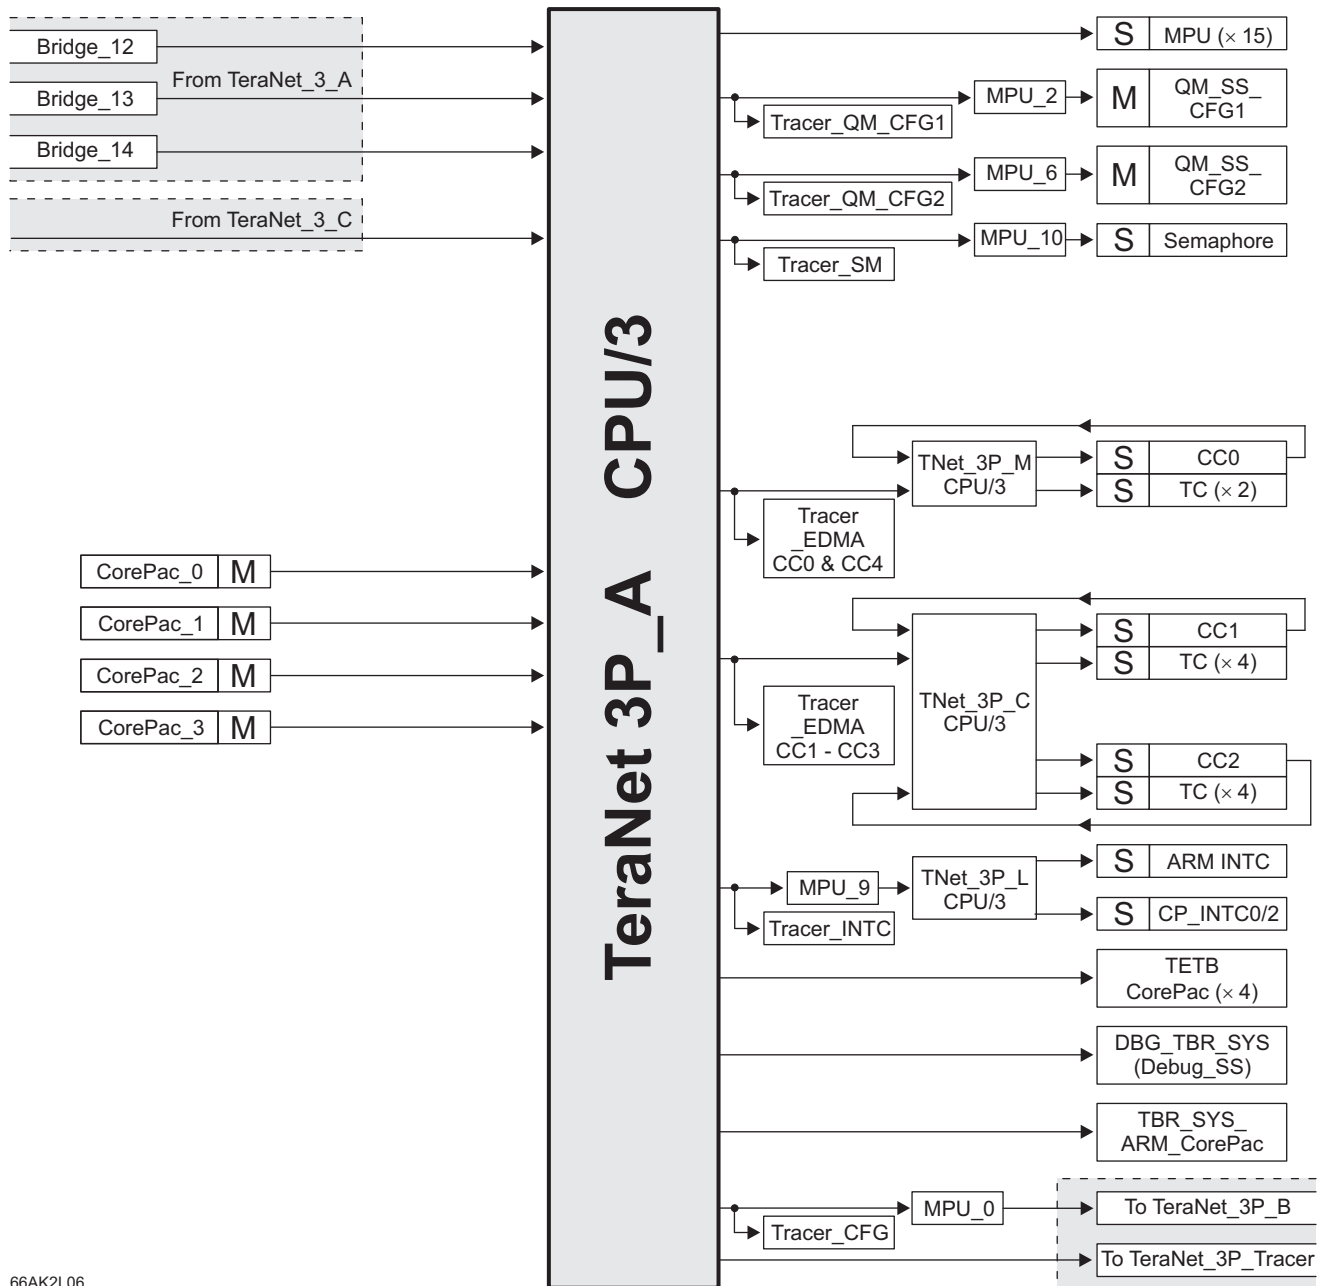 Bridge_12
From TeraNet_3_A
Bridge_13
Bridge_14
From TeraNet_3_C
CorePac_0 M
CorePac_1 M
CorePac_2 M
CorePac_3 M
TeraNet 3P_A CPU/3
S MPU (× 15)
MPU_2
M
QM_SS_
CFG1
Tracer_QM_CFG1
MPU_6
M
QM_SS_
CFG2
Tracer_QM_CFG2
MPU_10
S Semaphore
Tracer_SM
TNet_3P_M
CPU/3
S CC0
S TC (× 2)
Tracer
_EDMA
CC0 & CC4
S CC1
S TC (× 4)
TNet_3P_C
CPU/3
Tracer
_EDMA
CC1 - CC3
S CC2
S TC (× 4)
MPU_9
TNet_3P_L
CPU/3
S ARM INTC
S CP_INTC0/2
Tracer_INTC
TETB
CorePac (× 4)
DBG_TBR_SYS
(Debug_SS)
TBR_SYS_
ARM_CorePac
MPU_0
To TeraNet_3P_B
Tracer_CFG
To TeraNet_3P_Tracer
66AK2L06